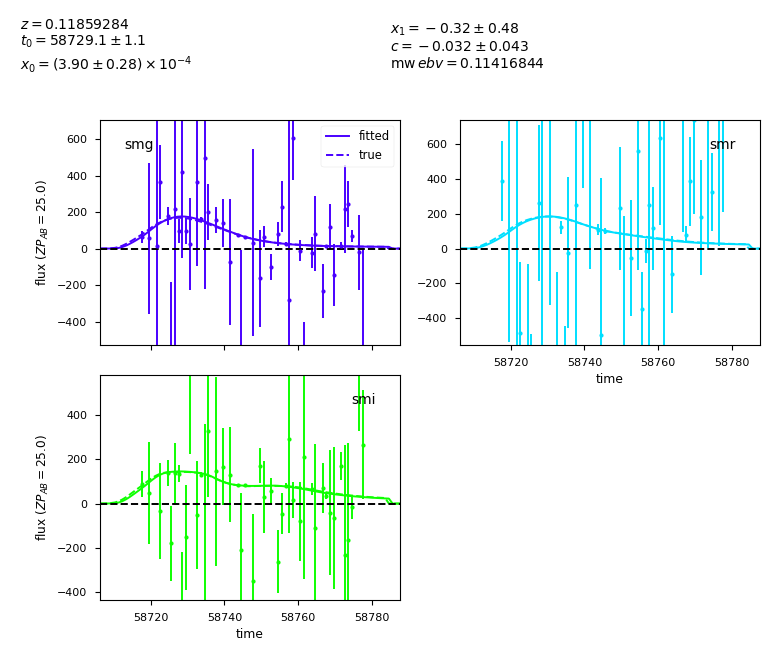 z = 0.11859284
t₀ = 58729.1 ± 1.1
x₀ = (3.90 ± 0.28) × 10⁻⁴
x₁ = −0.32 ± 0.48
c = −0.032 ± 0.043
mw ebv = 0.11416844
smg
fitted
true
600
400
200
0
−200
−400
flux (ZP_AB = 25.0)
smr
600
400
200
0
−200
−400
58720
58740
58760
58780
time
smi
400
200
0
−200
−400
flux (ZP_AB = 25.0)
58720
58740
58760
58780
time